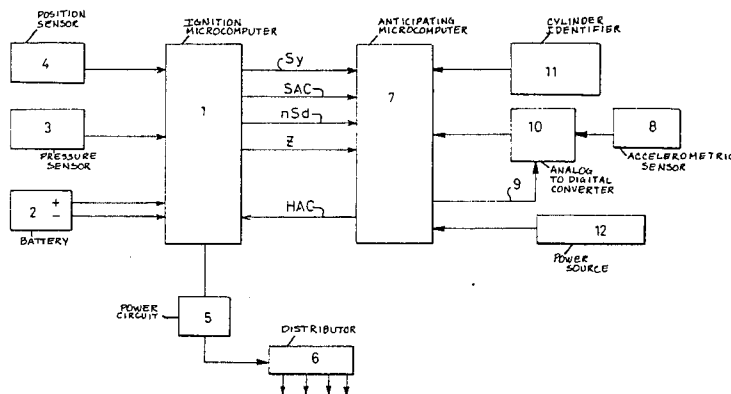 POSITION
SENSOR
4
IGNITION
MICROCOMPUTER
1
ANTICIPATING
MICROCOMPUTER
7
CYLINDER
IDENTIFIER
11
Sy
SAC
nSd
Z
HAC
3
PRESSURE
SENSOR
10
ANALOG
TO DIGITAL
CONVERTER
8
ACCELEROMETRIC
SENSOR
9
2
+
−
BATTERY
12
POWER
SOURCE
POWER
CIRCUIT
5
DISTRIBUTOR
6